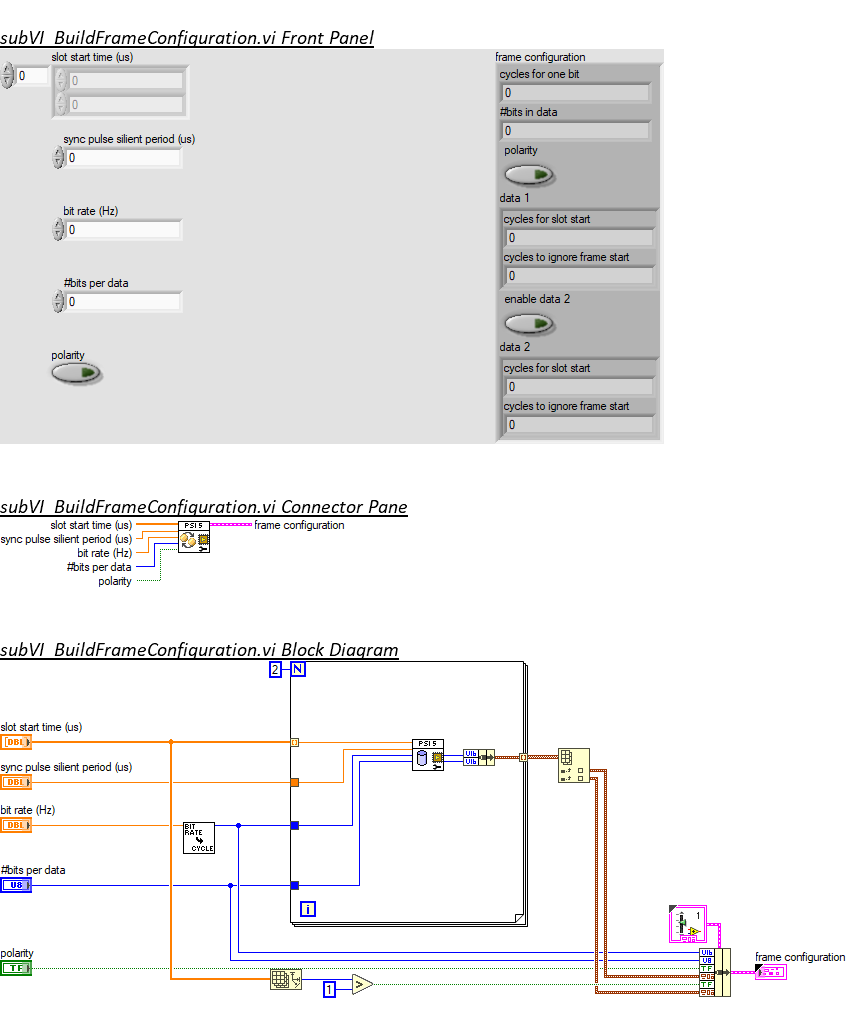 subVI_BuildFrameConfiguration.vi Front Panel
slot start time (us)
0
0
0
sync pulse silient period (us)
0
bit rate (Hz)
0
#bits per data
0
polarity
frame configuration
cycles for one bit
0
#bits in data
0
polarity
data 1
cycles for slot start
0
cycles to ignore frame start
0
enable data 2
data 2
cycles for slot start
0
cycles to ignore frame start
0
subVI_BuildFrameConfiguration.vi Connector Pane
slot start time (us)
sync pulse silient period (us)
bit rate (Hz)
#bits per data
polarity
PSI5
frame configuration
subVI_BuildFrameConfiguration.vi Block Diagram
2
N
slot start time (us)
DBL
sync pulse silient period (us)
DBL
bit rate (Hz)
DBL
#bits per data
U8
polarity
TF
BIT
RATE
CYCLE
PSI5
U16
U16
i
1
>
1
U16
U8
TF
TF
frame configuration